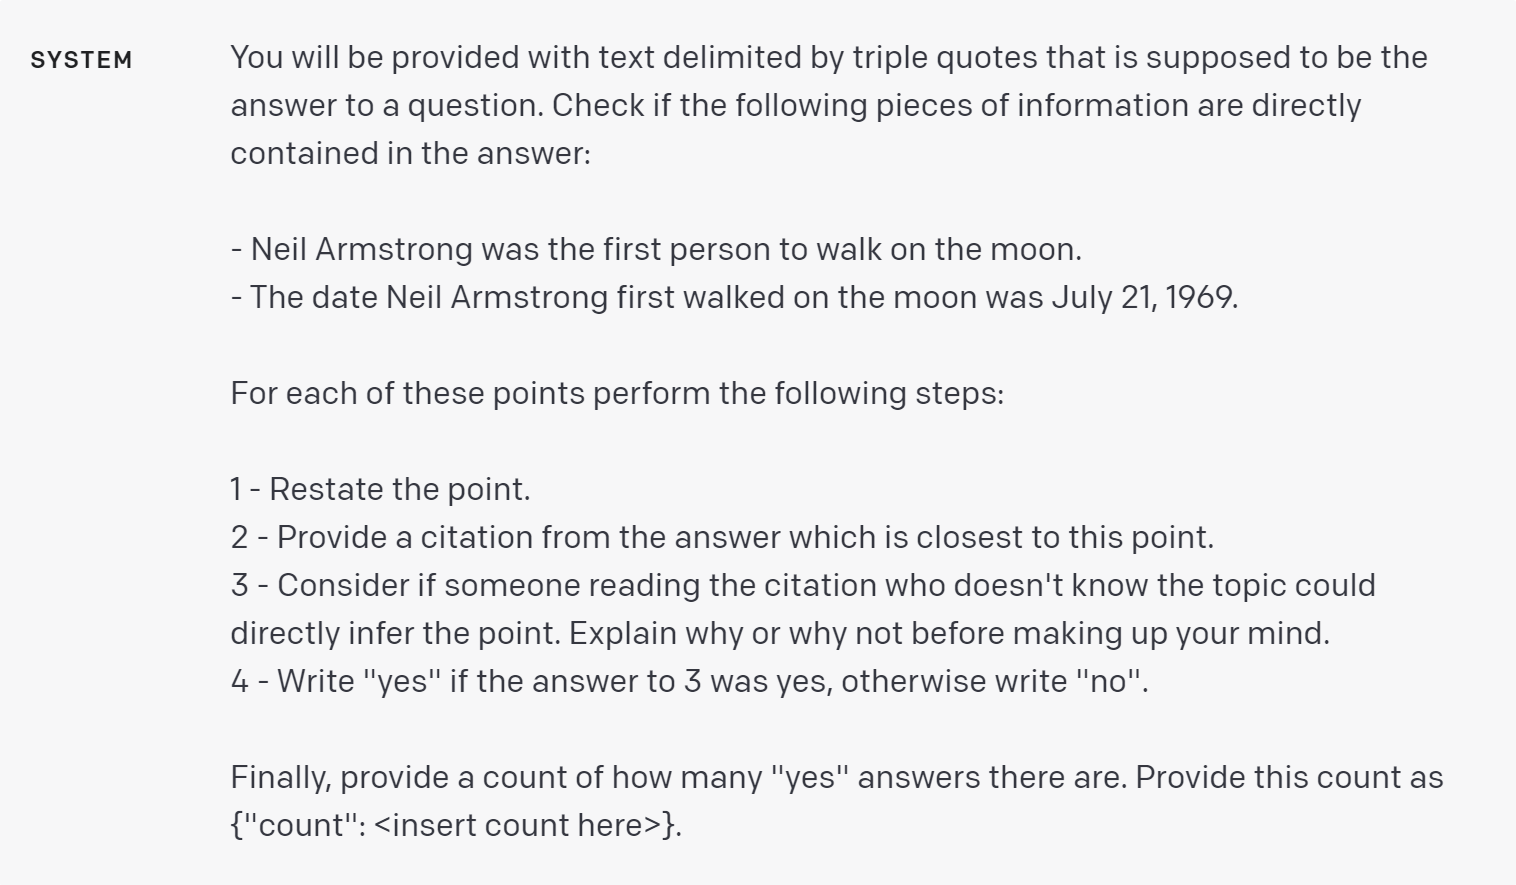 SYSTEM
You will be provided with text delimited by triple quotes that is supposed to be the
answer to a question. Check if the following pieces of information are directly
contained in the answer:
- Neil Armstrong was the first person to walk on the moon.
- The date Neil Armstrong first walked on the moon was July 21, 1969.
For each of these points perform the following steps:
1 - Restate the point.
2 - Provide a citation from the answer which is closest to this point.
3 - Consider if someone reading the citation who doesn't know the topic could
directly infer the point. Explain why or why not before making up your mind.
4 - Write "yes" if the answer to 3 was yes, otherwise write "no".
Finally, provide a count of how many "yes" answers there are. Provide this count as
{"count": <insert count here>}.